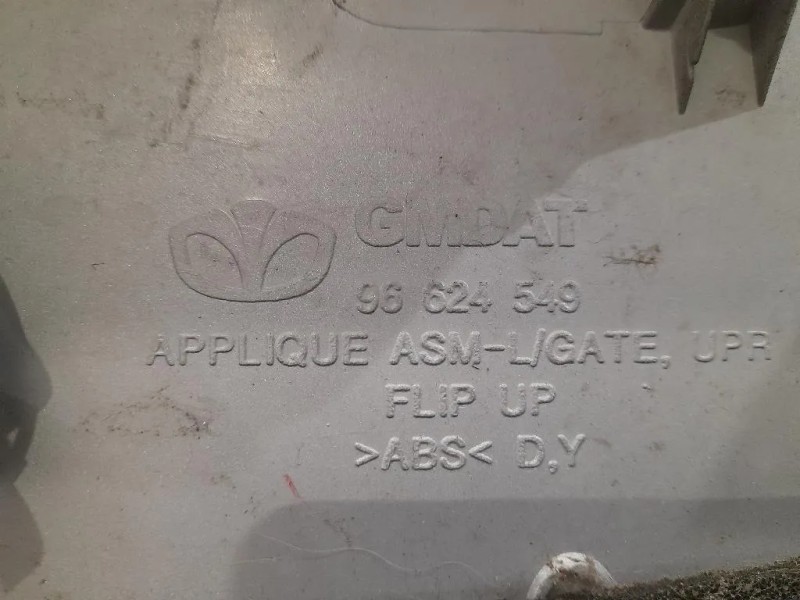 GMDAT
96 624 549
APPLIQUE ASM-L/GATE, UPR
FLIP UP
>ABS< D,Y